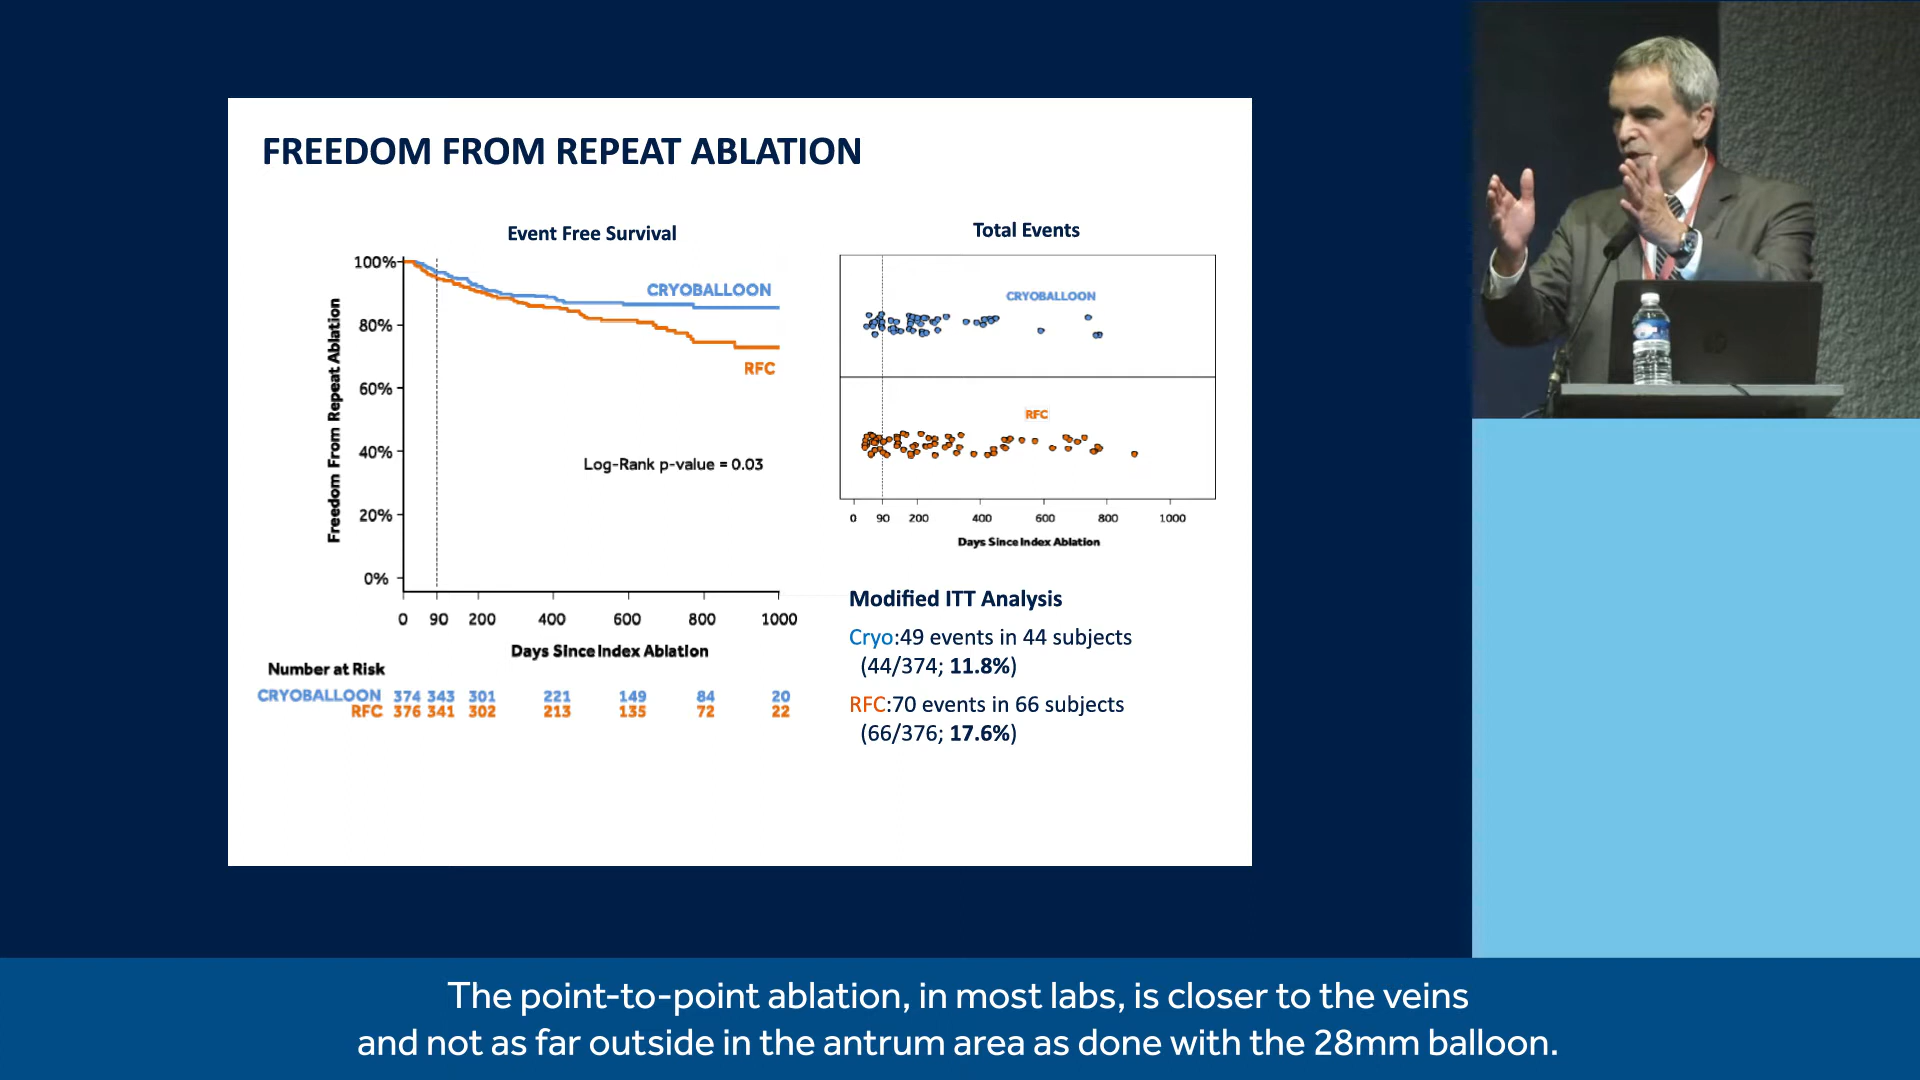 FREEDOM FROM REPEAT ABLATION
Event Free Survival
100%
80%
60%
40%
20%
0%
Freedom From Repeat Ablation
CRYOBALLOON
RFC
Log-Rank p-value = 0.03
0 90 200 400 600 800 1000
Days Since Index Ablation
Number at Risk
CRYOBALLOON 374 343 301 221 149 84 20
RFC 376 341 302 213 135 72 22
Total Events
CRYOBALLOON
RFC
0 90 200 400 600 800 1000
Days Since Index Ablation
Modified ITT Analysis
Cryo:49 events in 44 subjects
(44/374; 11.8%)
RFC:70 events in 66 subjects
(66/376; 17.6%)
The point-to-point ablation, in most labs, is closer to the veins
and not as far outside in the antrum area as done with the 28mm balloon.